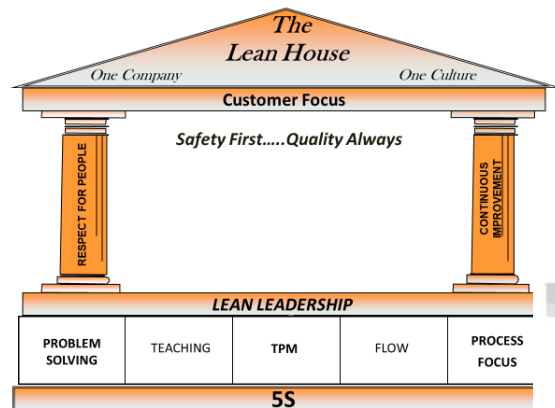 The
Lean House
One Company
One Culture
Customer Focus
Safety First.....Quality Always
RESPECT FOR PEOPLE
CONTINUOUS
IMPROVEMENT
LEAN LEADERSHIP
PROBLEM
SOLVING
TEACHING
TPM
FLOW
PROCESS
FOCUS
5S